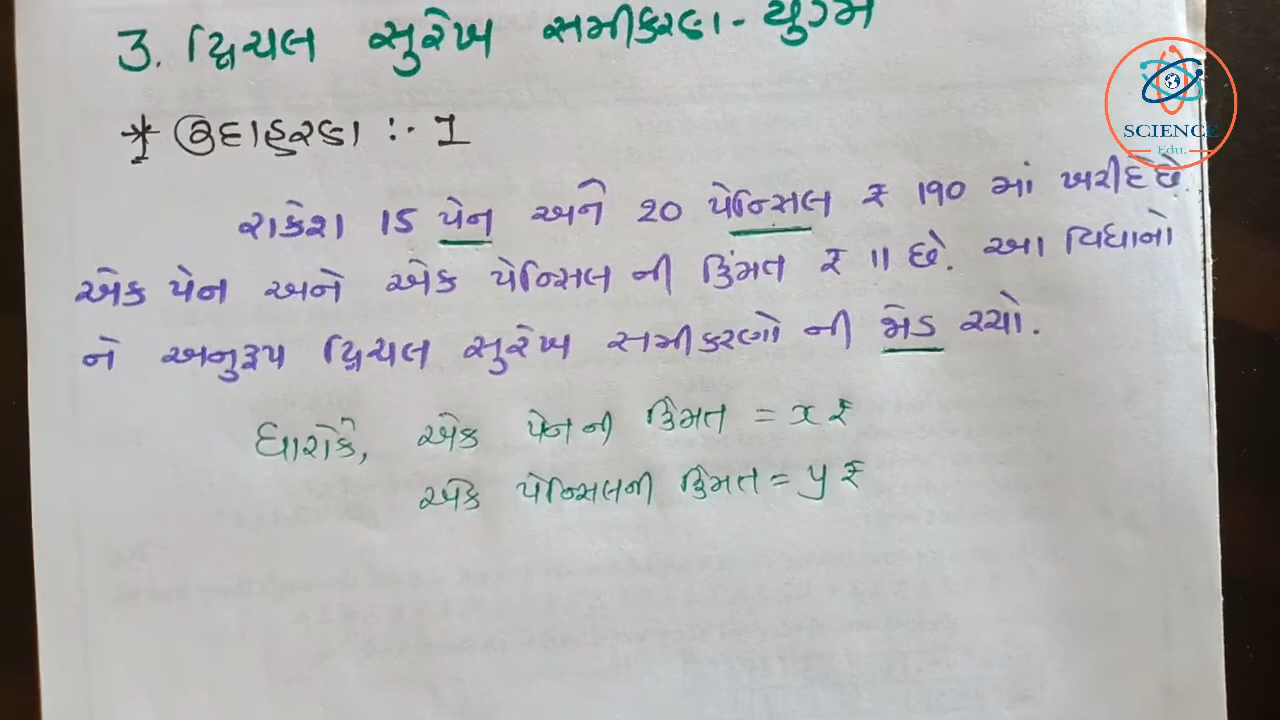 3. દ્વિચલ સુરેખ સમીકરણ - યુગ્મ
* ઉદાહરણ :- 1
SCIENCE
Edu.
રાકેશ 15 પેન અને 20 પેન્સિલ ₹ 190 માં ખરીદે છે.
એક પેન અને એક પેન્સિલ ની કિંમત ₹ 11 છે. આ વિધાનો
ને અનુરૂપ દ્વિચલ સુરેખ સમીકરણો ની જોડ રચો.
ધારોકે, એક પેન ની કિંમત = x ₹
એક પેન્સિલની કિંમત = y ₹